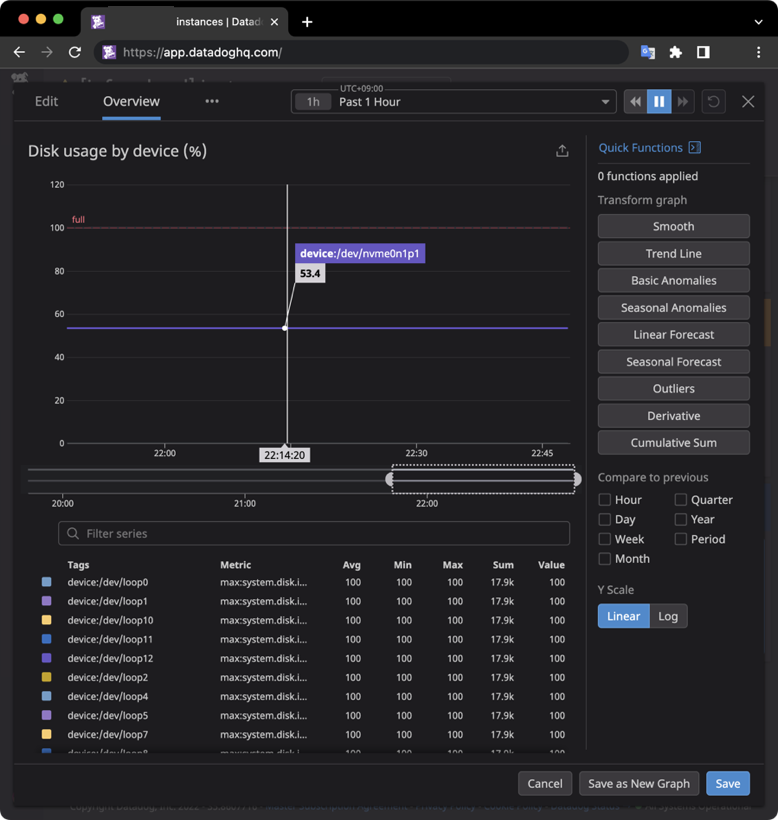 instances | Datad
https://app.datadoghq.com/
Edit
Overview
UTC+09:00
1h Past 1 Hour
Disk usage by device (%)
120
full
100
device:/dev/nvme0n1p1
53.4
80
60
40
20
0
22:00
22:14:20
22:30
22:45
20:00
21:00
22:00
Filter series
Tags Metric Avg Min Max Sum Value
device:/dev/loop0 max:system.disk.i... 100 100 100 17.9k 100
device:/dev/loop1 max:system.disk.i... 100 100 100 17.9k 100
device:/dev/loop10 max:system.disk.i... 100 100 100 17.9k 100
device:/dev/loop11 max:system.disk.i... 100 100 100 17.9k 100
device:/dev/loop12 max:system.disk.i... 100 100 100 17.9k 100
device:/dev/loop2 max:system.disk.i... 100 100 100 17.9k 100
device:/dev/loop4 max:system.disk.i... 100 100 100 17.9k 100
device:/dev/loop5 max:system.disk.i... 100 100 100 17.9k 100
device:/dev/loop7 max:system.disk.i... 100 100 100 17.9k 100
device:/dev/loop8 max:system.disk.i... 100 100 100 17.9k 100
Quick Functions
0 functions applied
Transform graph
Smooth
Trend Line
Basic Anomalies
Seasonal Anomalies
Linear Forecast
Seasonal Forecast
Outliers
Derivative
Cumulative Sum
Compare to previous
Hour Quarter
Day Year
Week Period
Month
Y Scale
Linear Log
Cancel
Save as New Graph
Save